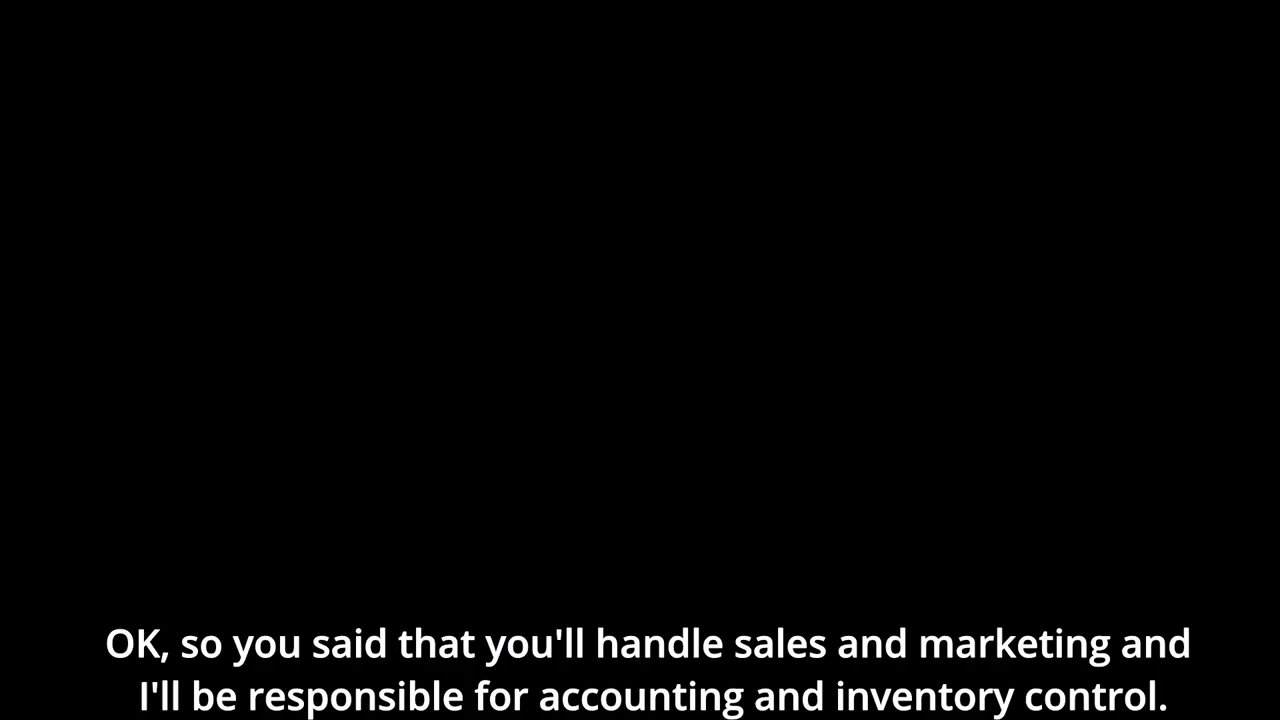 OK, so you said that you'll handle sales and marketing and
I'll be responsible for accounting and inventory control.